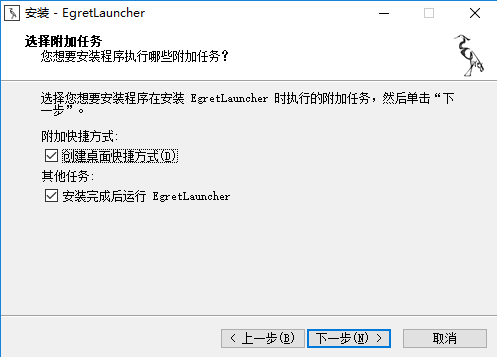 安装 - EgretLauncher
选择附加任务
您想要安装程序执行哪些附加任务？
选择您想要安装程序在安装 EgretLauncher 时执行的附加任务，然后单击“下
一步”。
附加快捷方式:
创建桌面快捷方式(D)
其他任务:
安装完成后运行 EgretLauncher
< 上一步(B)
下一步(N) >
取消